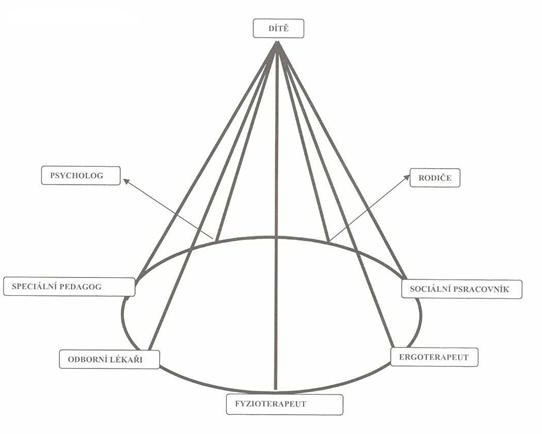 DÍTĚ
PSYCHOLOG
RODIČE
SPECIÁLNÍ PEDAGOG
SOCIÁLNÍ PSRACOVNÍK
ODBORNÍ LÉKAŘI
ERGOTERAPEUT
FYZIOTERAPEUT